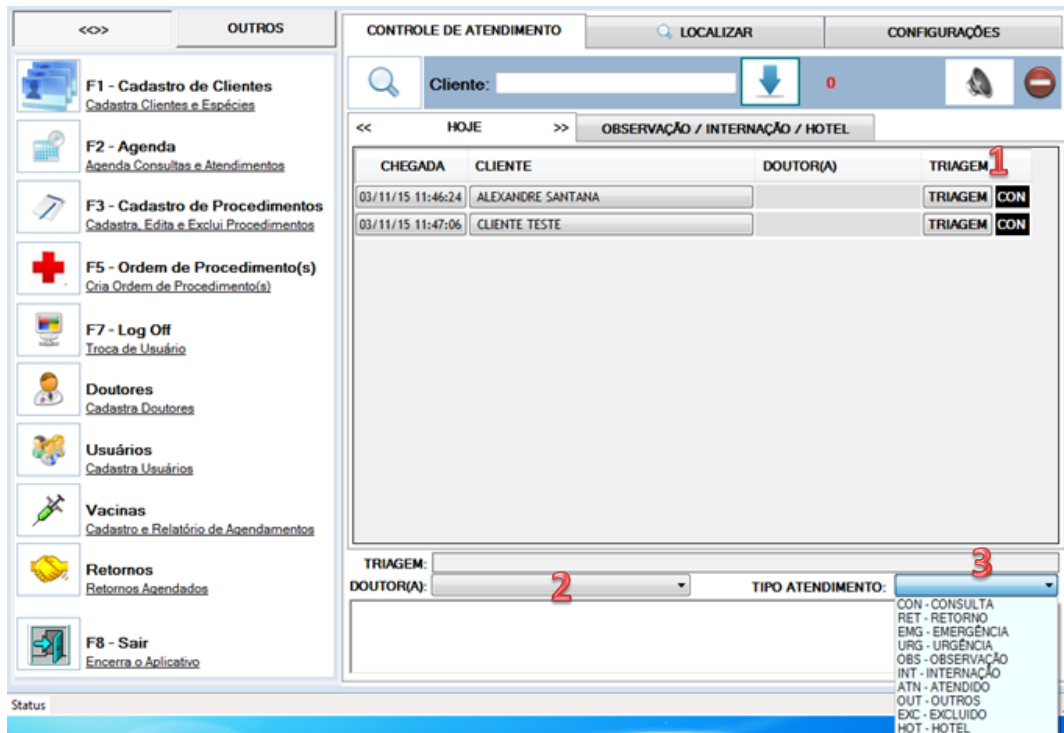 <<>>
OUTROS
F1 - Cadastro de Clientes
Cadastra Clientes e Espécies
F2 - Agenda
Agenda Consultas e Atendimentos
F3 - Cadastro de Procedimentos
Cadastra, Edita e Exclui Procedimentos
F5 - Ordem de Procedimento(s)
Cria Ordem de Procedimento(s)
F7 - Log Off
Troca de Usuário
Doutores
Cadastra Doutores
Usuários
Cadastra Usuários
Vacinas
Cadastro e Relatório de Agendamentos
Retornos
Retornos Agendados
F8 - Sair
Encerra o Aplicativo
CONTROLE DE ATENDIMENTO
LOCALIZAR
CONFIGURAÇÕES
Cliente:
0
<< HOJE >>
OBSERVAÇÃO / INTERNAÇÃO / HOTEL
CHEGADA CLIENTE DOUTOR(A) TRIAGEM 1
03/11/15 11:46:24 ALEXANDRE SANTANA TRIAGEM CON
03/11/15 11:47:06 CLIENTE TESTE TRIAGEM CON
TRIAGEM:
DOUTOR(A): 2 TIPO ATENDIMENTO: 3
CON - CONSULTA
RET - RETORNO
EMG - EMERGÊNCIA
URG - URGÊNCIA
OBS - OBSERVAÇÃO
INT - INTERNAÇÃO
ATN - ATENDIDO
OUT - OUTROS
EXC - EXCLUIDO
HOT - HOTEL
Status